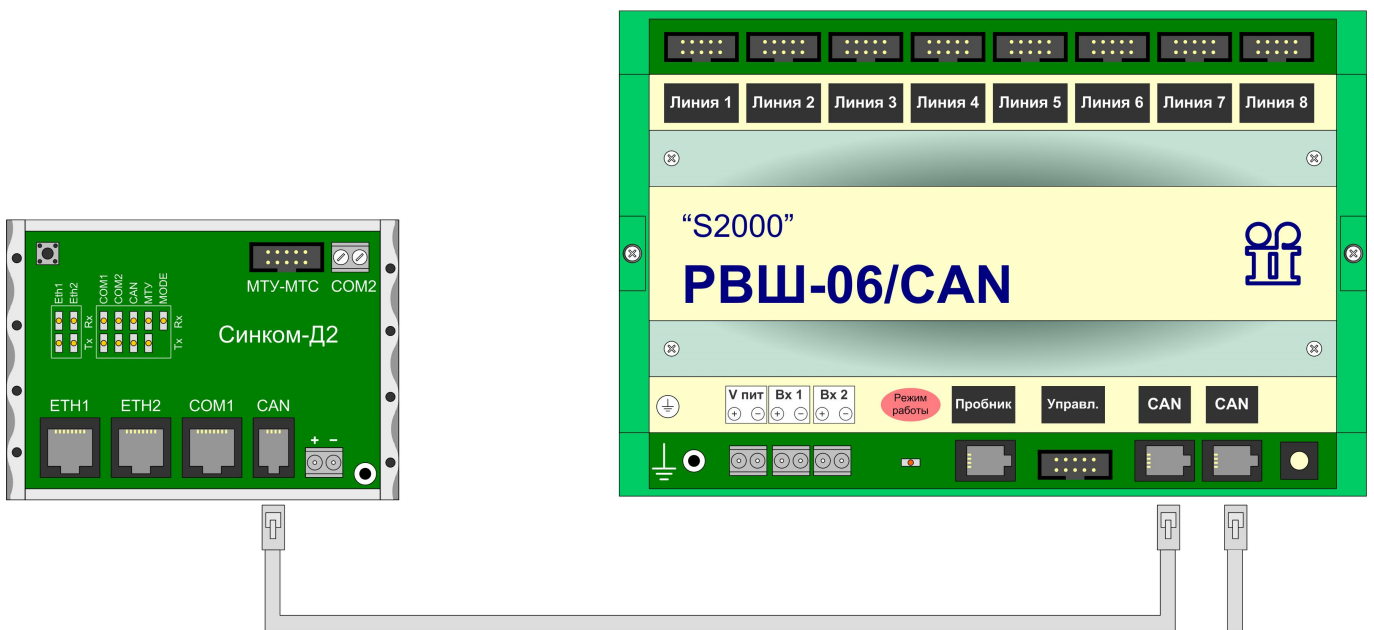 Линия 1 Линия 2 Линия 3 Линия 4 Линия 5 Линия 6 Линия 7 Линия 8
“S2000”
РВШ-06/CAN
V пит Вх 1 Вх 2
+ − + − + −
Режим
работы
Пробник Управл. CAN CAN
МТУ-МТС COM2
Eth1 Eth2 COM1 COM2 CAN МТУ MODE
Rx Rx
Tx Tx
Синком-Д2
ETH1 ETH2 COM1 CAN
+ −